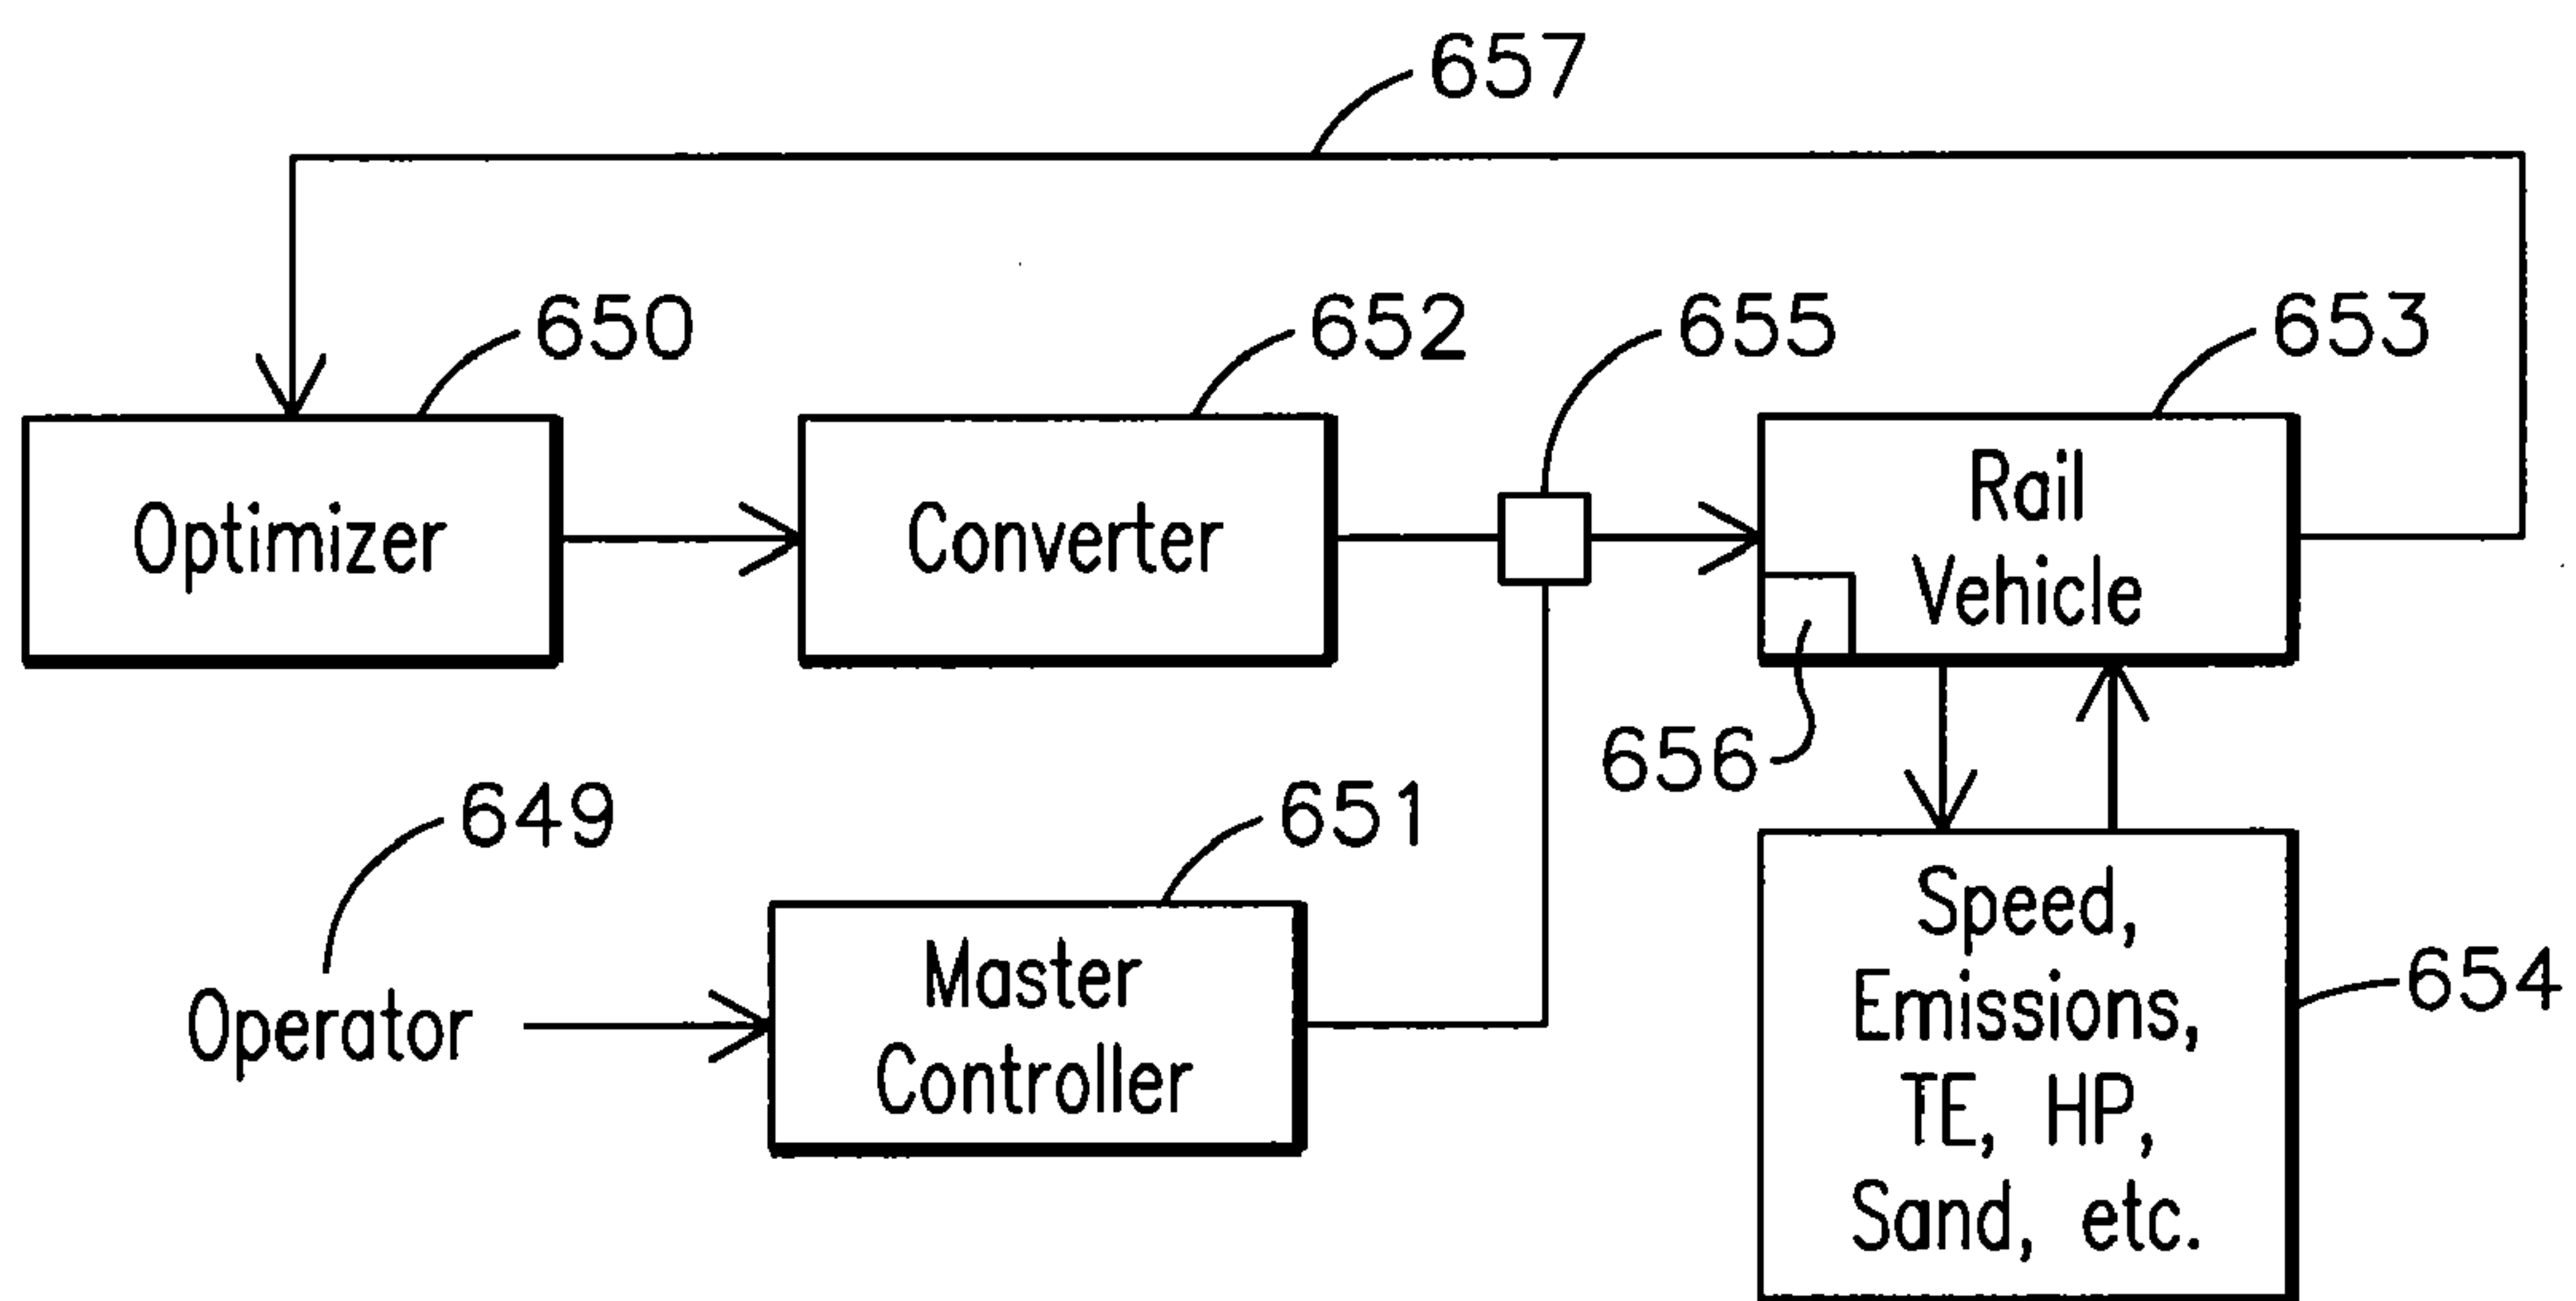 657
650
652
655
653
Optimizer
Converter
Rail
Vehicle
656
649
651
Operator
Master
Controller
Speed,
Emissions,
TE, HP,
Sand, etc.
654